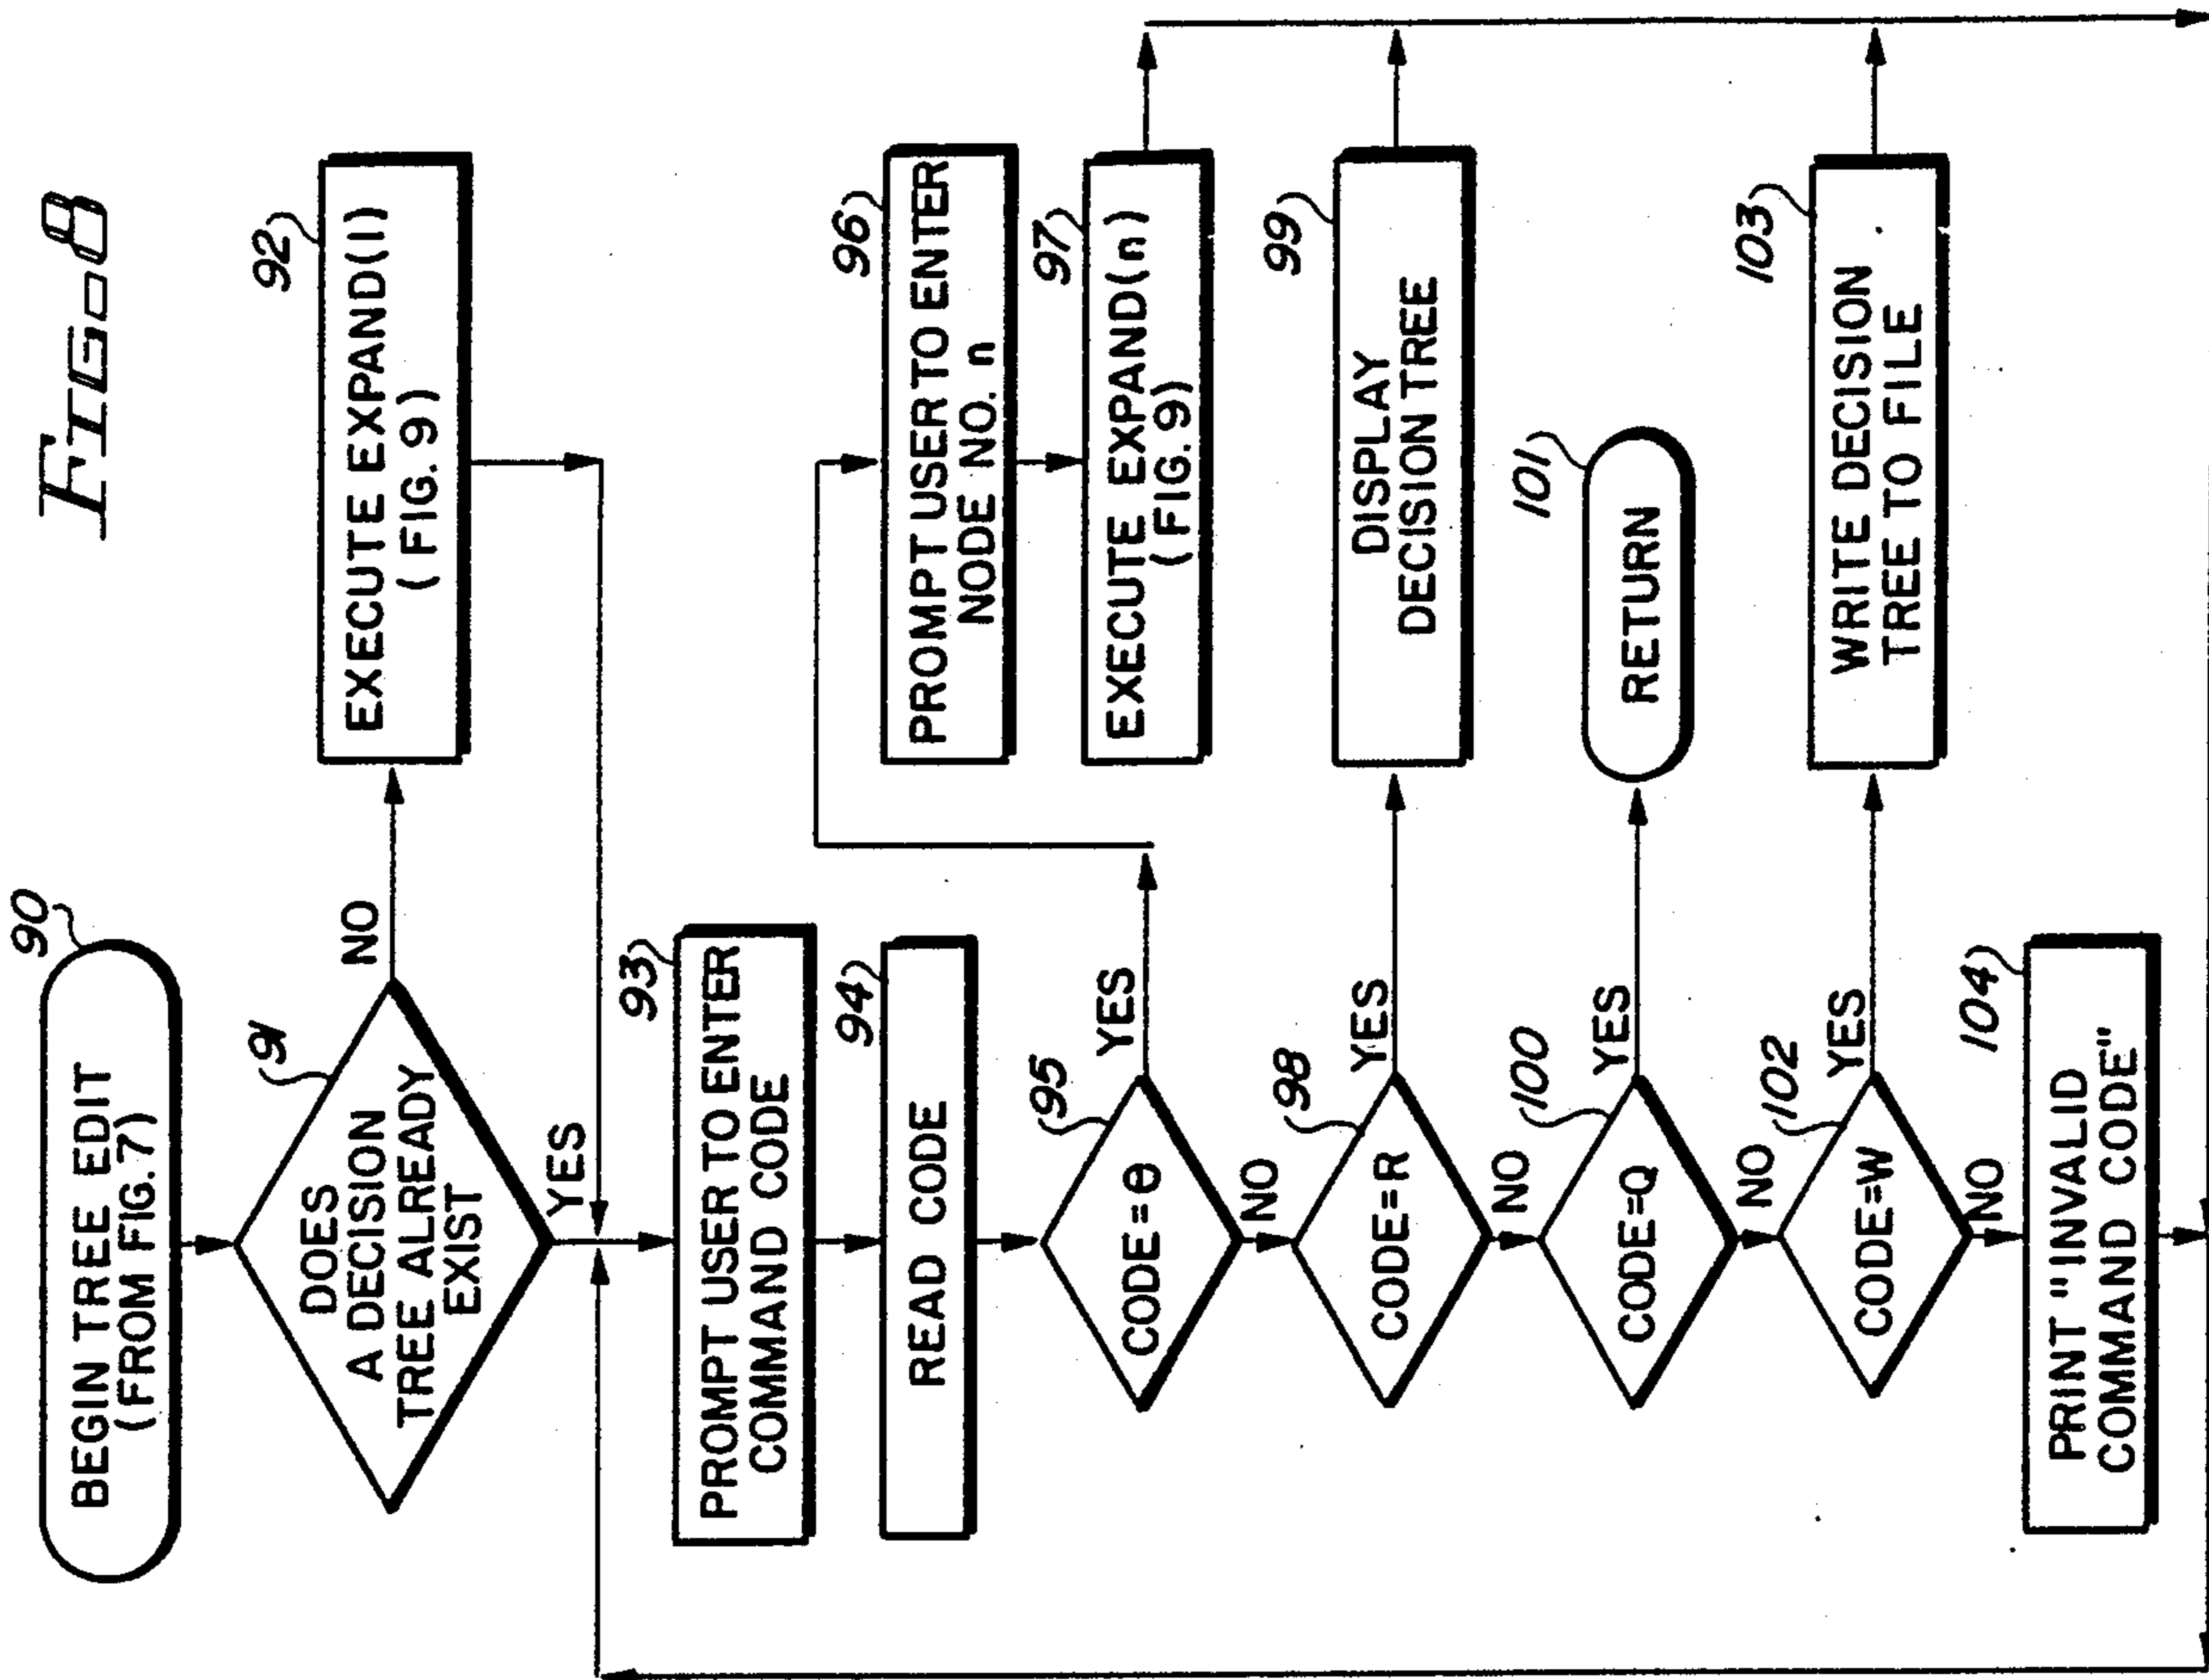 FIG. 8
90
BEGIN TREE EDIT
(FROM FIG.7)
91
DOES
A DECISION
TREE ALREADY
EXIST
NO
92
EXECUTE EXPAND(1)
(FIG. 9)
YES
93
PROMPT USER TO ENTER
COMMAND CODE
94
READ CODE
95
CODE=θ
YES
96
PROMPT USER TO ENTER
NODE NO. n
97
EXECUTE EXPAND(n)
(FIG.9)
NO
98
CODE=R
YES
99
DISPLAY
DECISION TREE
NO
100
CODE=Q
YES
101
RETURN
NO
102
CODE=W
YES
103
WRITE DECISION
TREE TO FILE
NO
104
PRINT "INVALID
COMMAND CODE"